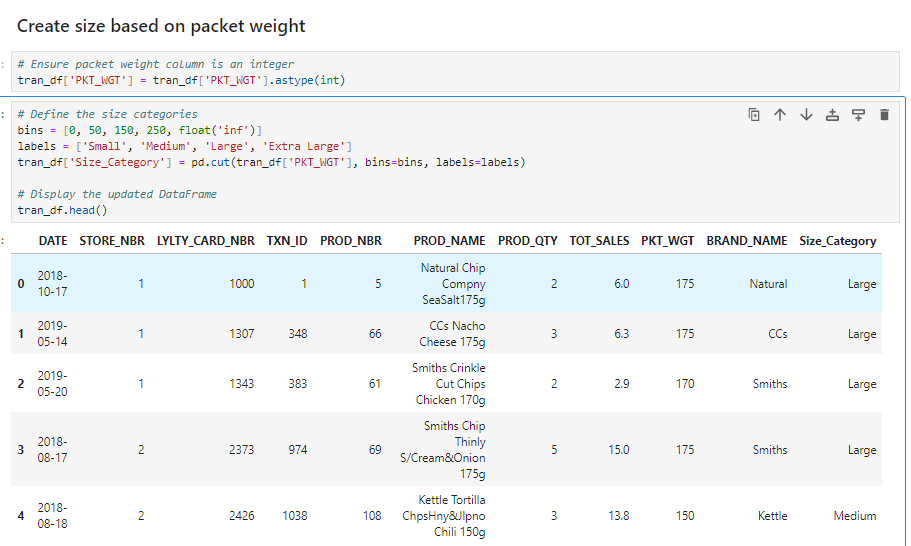 Create size based on packet weight
# Ensure packet weight column is an integer
tran_df['PKT_WGT'] = tran_df['PKT_WGT'].astype(int)
# Define the size categories
bins = [0, 50, 150, 250, float('inf')]
labels = ['Small', 'Medium', 'Large', 'Extra Large']
tran_df['Size_Category'] = pd.cut(tran_df['PKT_WGT'], bins=bins, labels=labels)
# Display the updated DataFrame
tran_df.head()
DATE STORE_NBR LYLTY_CARD_NBR TXN_ID PROD_NBR PROD_NAME PROD_QTY TOT_SALES PKT_WGT BRAND_NAME Size_Category
Natural Chip
2018-
0 1 1000 1 5 Compny 2 6.0 175 Natural Large
10-17
SeaSalt175g
2019- CCs Nacho
1 1 1307 348 66 3 6.3 175 CCs Large
05-14 Cheese 175g
Smiths Crinkle
2019-
2 1 1343 383 61 Cut Chips 2 2.9 170 Smiths Large
05-20
Chicken 170g
Smiths Chip
2018- Thinly
3 2 2373 974 69 5 15.0 175 Smiths Large
08-17 S/Cream&Onion
175g
Kettle Tortilla
2018-
4 2 2426 1038 108 ChpsHny&Jlpno 3 13.8 150 Kettle Medium
08-18
Chili 150g